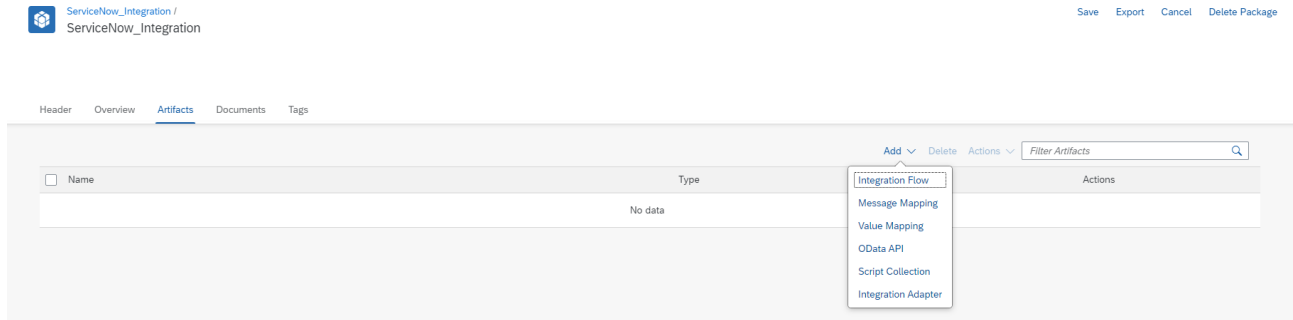 ServiceNow_Integration /
Save Export Cancel Delete Package
ServiceNow_Integration
Header Overview Artifacts Documents Tags
Add Delete Actions Filter Artifacts
Name Type Actions
No data
Integration Flow
Message Mapping
Value Mapping
OData API
Script Collection
Integration Adapter